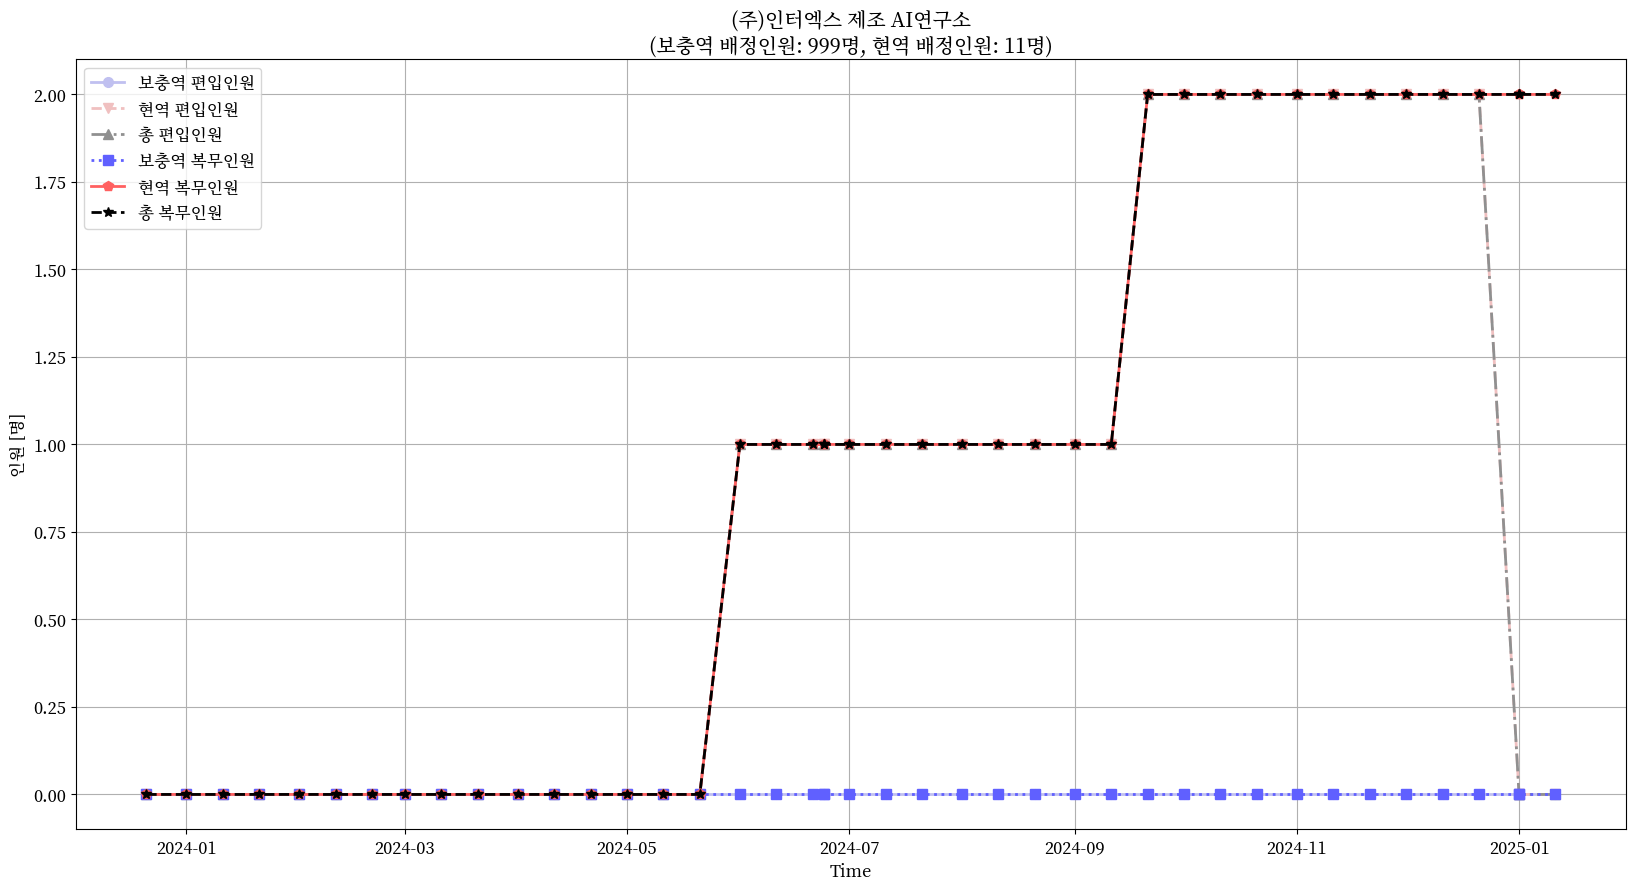 (주)인터엑스 제조 AI연구소
(보충역 배정인원: 999명, 현역 배정인원: 11명)
보충역 편입인원
현역 편입인원
총 편입인원
보충역 복무인원
현역 복무인원
총 복무인원
인원 [명]
2.00
1.75
1.50
1.25
1.00
0.75
0.50
0.25
0.00
2024-01 2024-03 2024-05 2024-07 2024-09 2024-11 2025-01
Time